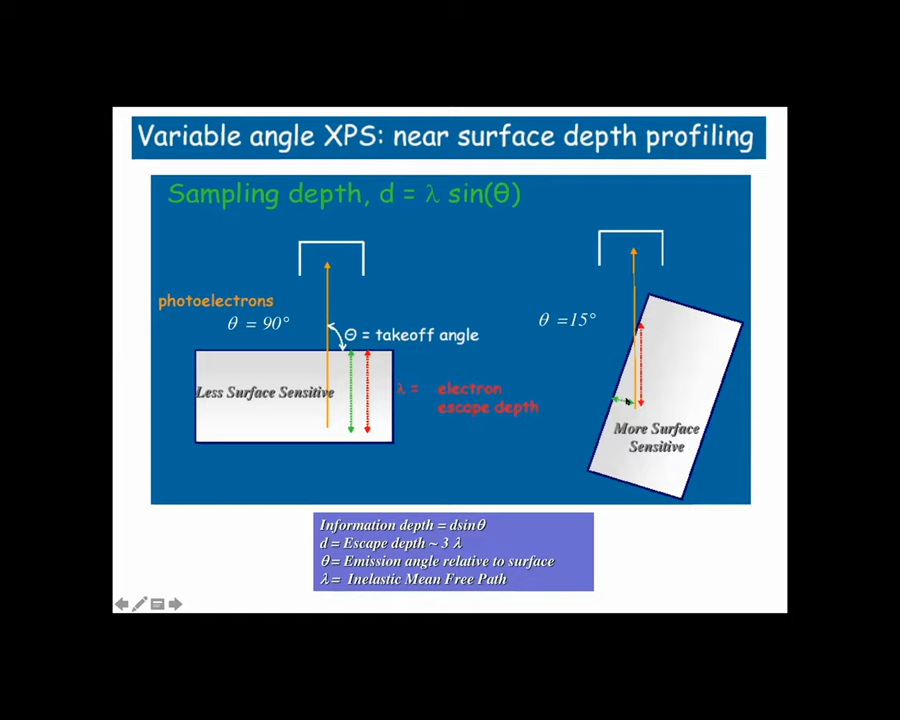 Variable angle XPS: near surface depth profiling
Sampling depth, d = λ sin(θ)
photoelectrons
θ = 90°
Θ = takeoff angle
Less Surface Sensitive
λ = electron
escape depth
θ =15°
More Surface
Sensitive
Information depth = dsinθ
d = Escape depth ~ 3 λ
θ = Emission angle relative to surface
λ = Inelastic Mean Free Path